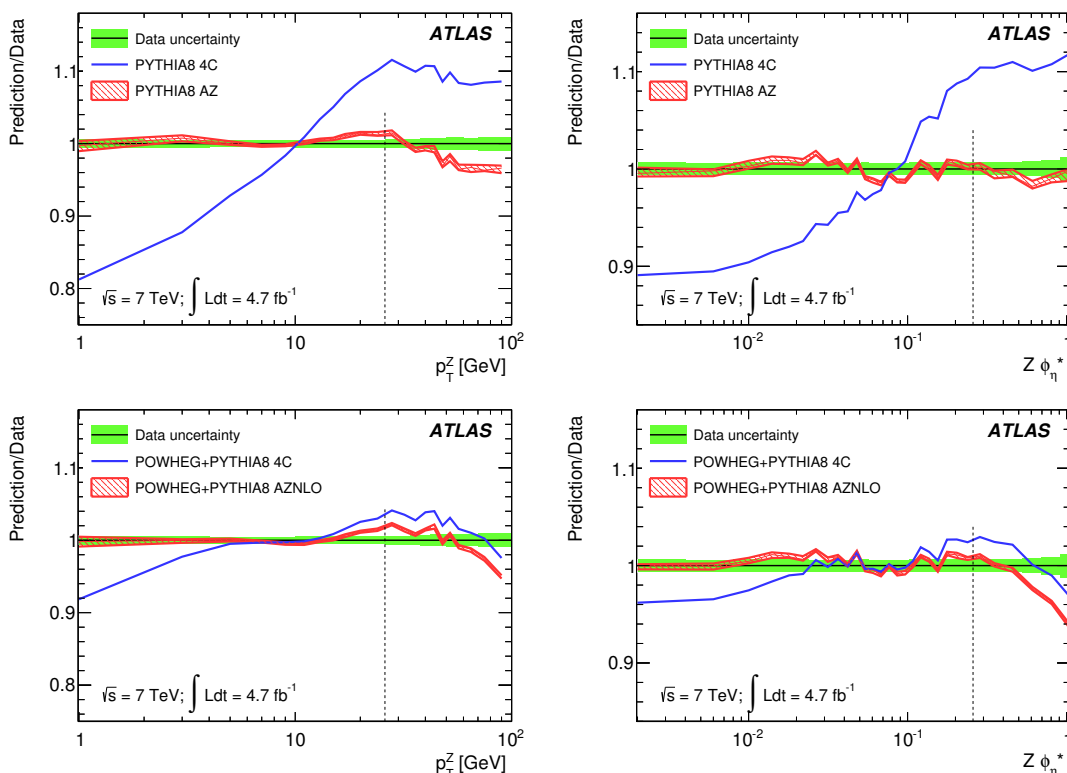 Prediction/Data
ATLAS
Data uncertainty
PYTHIA8 4C
PYTHIA8 AZ
1.1
1
0.9
0.8
√s = 7 TeV; ∫ Ldt = 4.7 fb⁻¹
1 10 10²
p_T^Z [GeV]
Prediction/Data
ATLAS
Data uncertainty
PYTHIA8 4C
PYTHIA8 AZ
1.1
1
0.9
√s = 7 TeV; ∫ Ldt = 4.7 fb⁻¹
10⁻² 10⁻¹ 1
Z ϕ_η*
Prediction/Data
ATLAS
Data uncertainty
POWHEG+PYTHIA8 4C
POWHEG+PYTHIA8 AZNLO
1.1
1
0.9
0.8
√s = 7 TeV; ∫ Ldt = 4.7 fb⁻¹
1 10 10²
p_T^Z [GeV]
Prediction/Data
ATLAS
Data uncertainty
POWHEG+PYTHIA8 4C
POWHEG+PYTHIA8 AZNLO
1.1
1
0.9
√s = 7 TeV; ∫ Ldt = 4.7 fb⁻¹
10⁻² 10⁻¹ 1
Z ϕ_η*